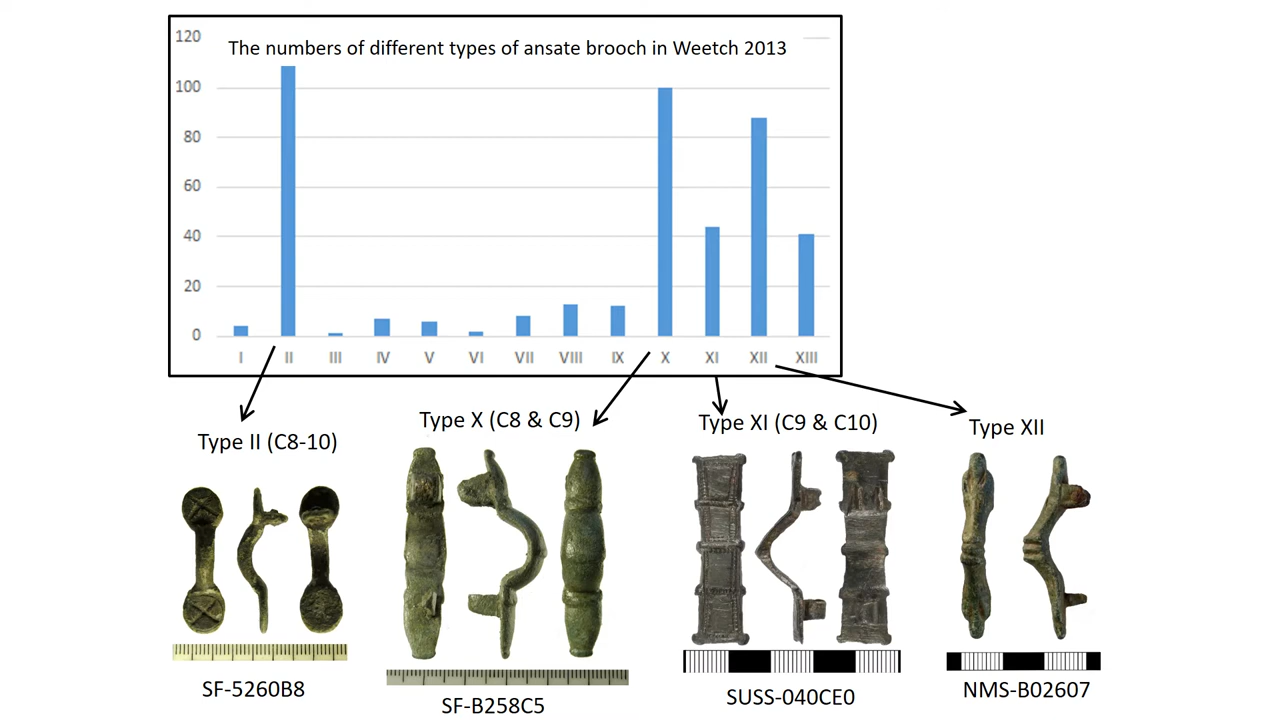 The numbers of different types of ansate brooch in Weetch 2013
120
100
80
60
40
20
0
I II III IV V VI VII VIII IX X XI XII XIII
Type II (C8-10)
Type X (C8 & C9)
Type XI (C9 & C10)
Type XII
SF-5260B8
SF-B258C5
SUSS-040CE0
NMS-B02607